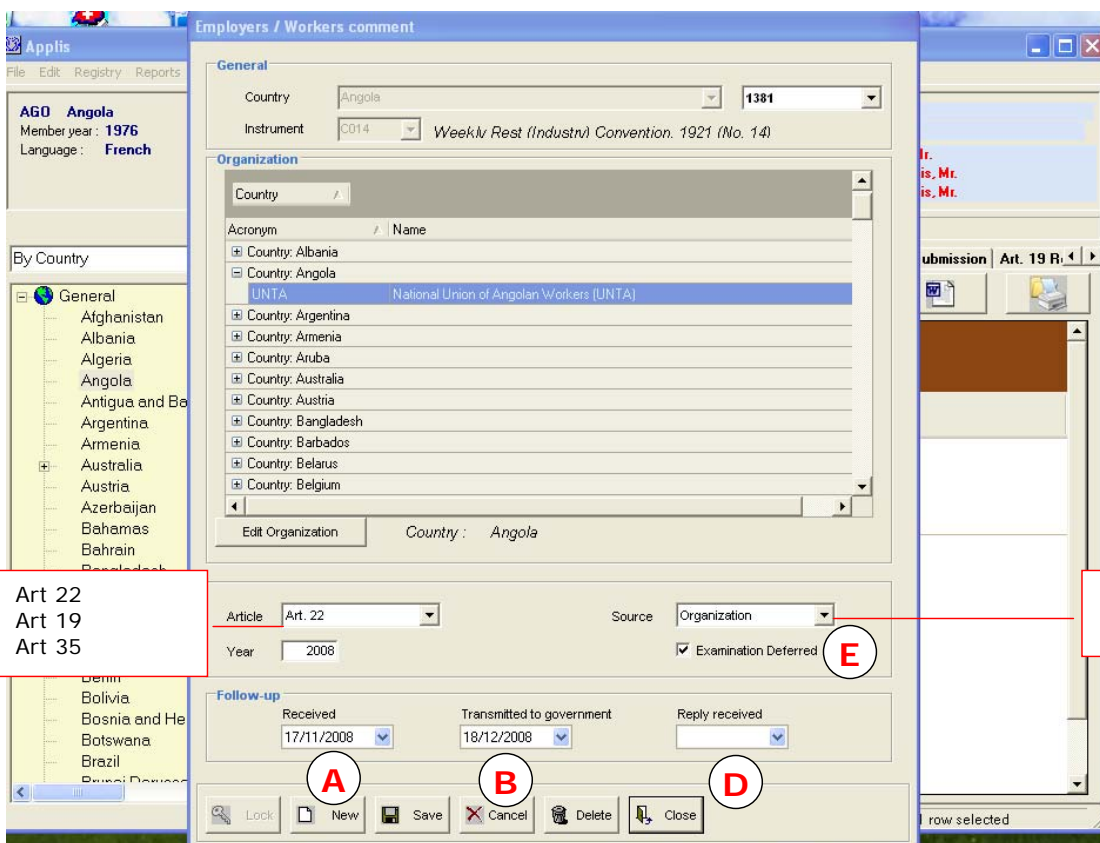 Employers / Workers comment
Applis
File Edit Registry Reports
General
Country Angola 1381
Instrument C014 Weekly Rest (Industry) Convention. 1921 (No. 14)
AGO Angola
Member year : 1976
Language : French
is, Mr.
is, Mr.
Organization
Country
Acronym Name
Country: Albania
Country: Angola
UNTA National Union of Angolan Workers (UNTA)
Country: Argentina
Country: Armenia
Country: Aruba
Country: Australia
Country: Austria
Country: Bangladesh
Country: Barbados
Country: Belarus
Country: Belgium
Edit Organization Country : Angola
By Country
General
Afghanistan
Albania
Algeria
Angola
Antigua and Ba
Argentina
Armenia
Australia
Austria
Azerbaijan
Bahamas
Bahrain
ubmission Art. 19 R
Art 22
Art 19
Art 35
Article Art. 22 Source Organization
Year 2008 Examination Deferred E
Bolivia
Bosnia and He
Botswana
Brazil
Follow-up
Received Transmitted to government Reply received
17/11/2008 18/12/2008
A B D
Lock New Save Cancel Delete Close
row selected